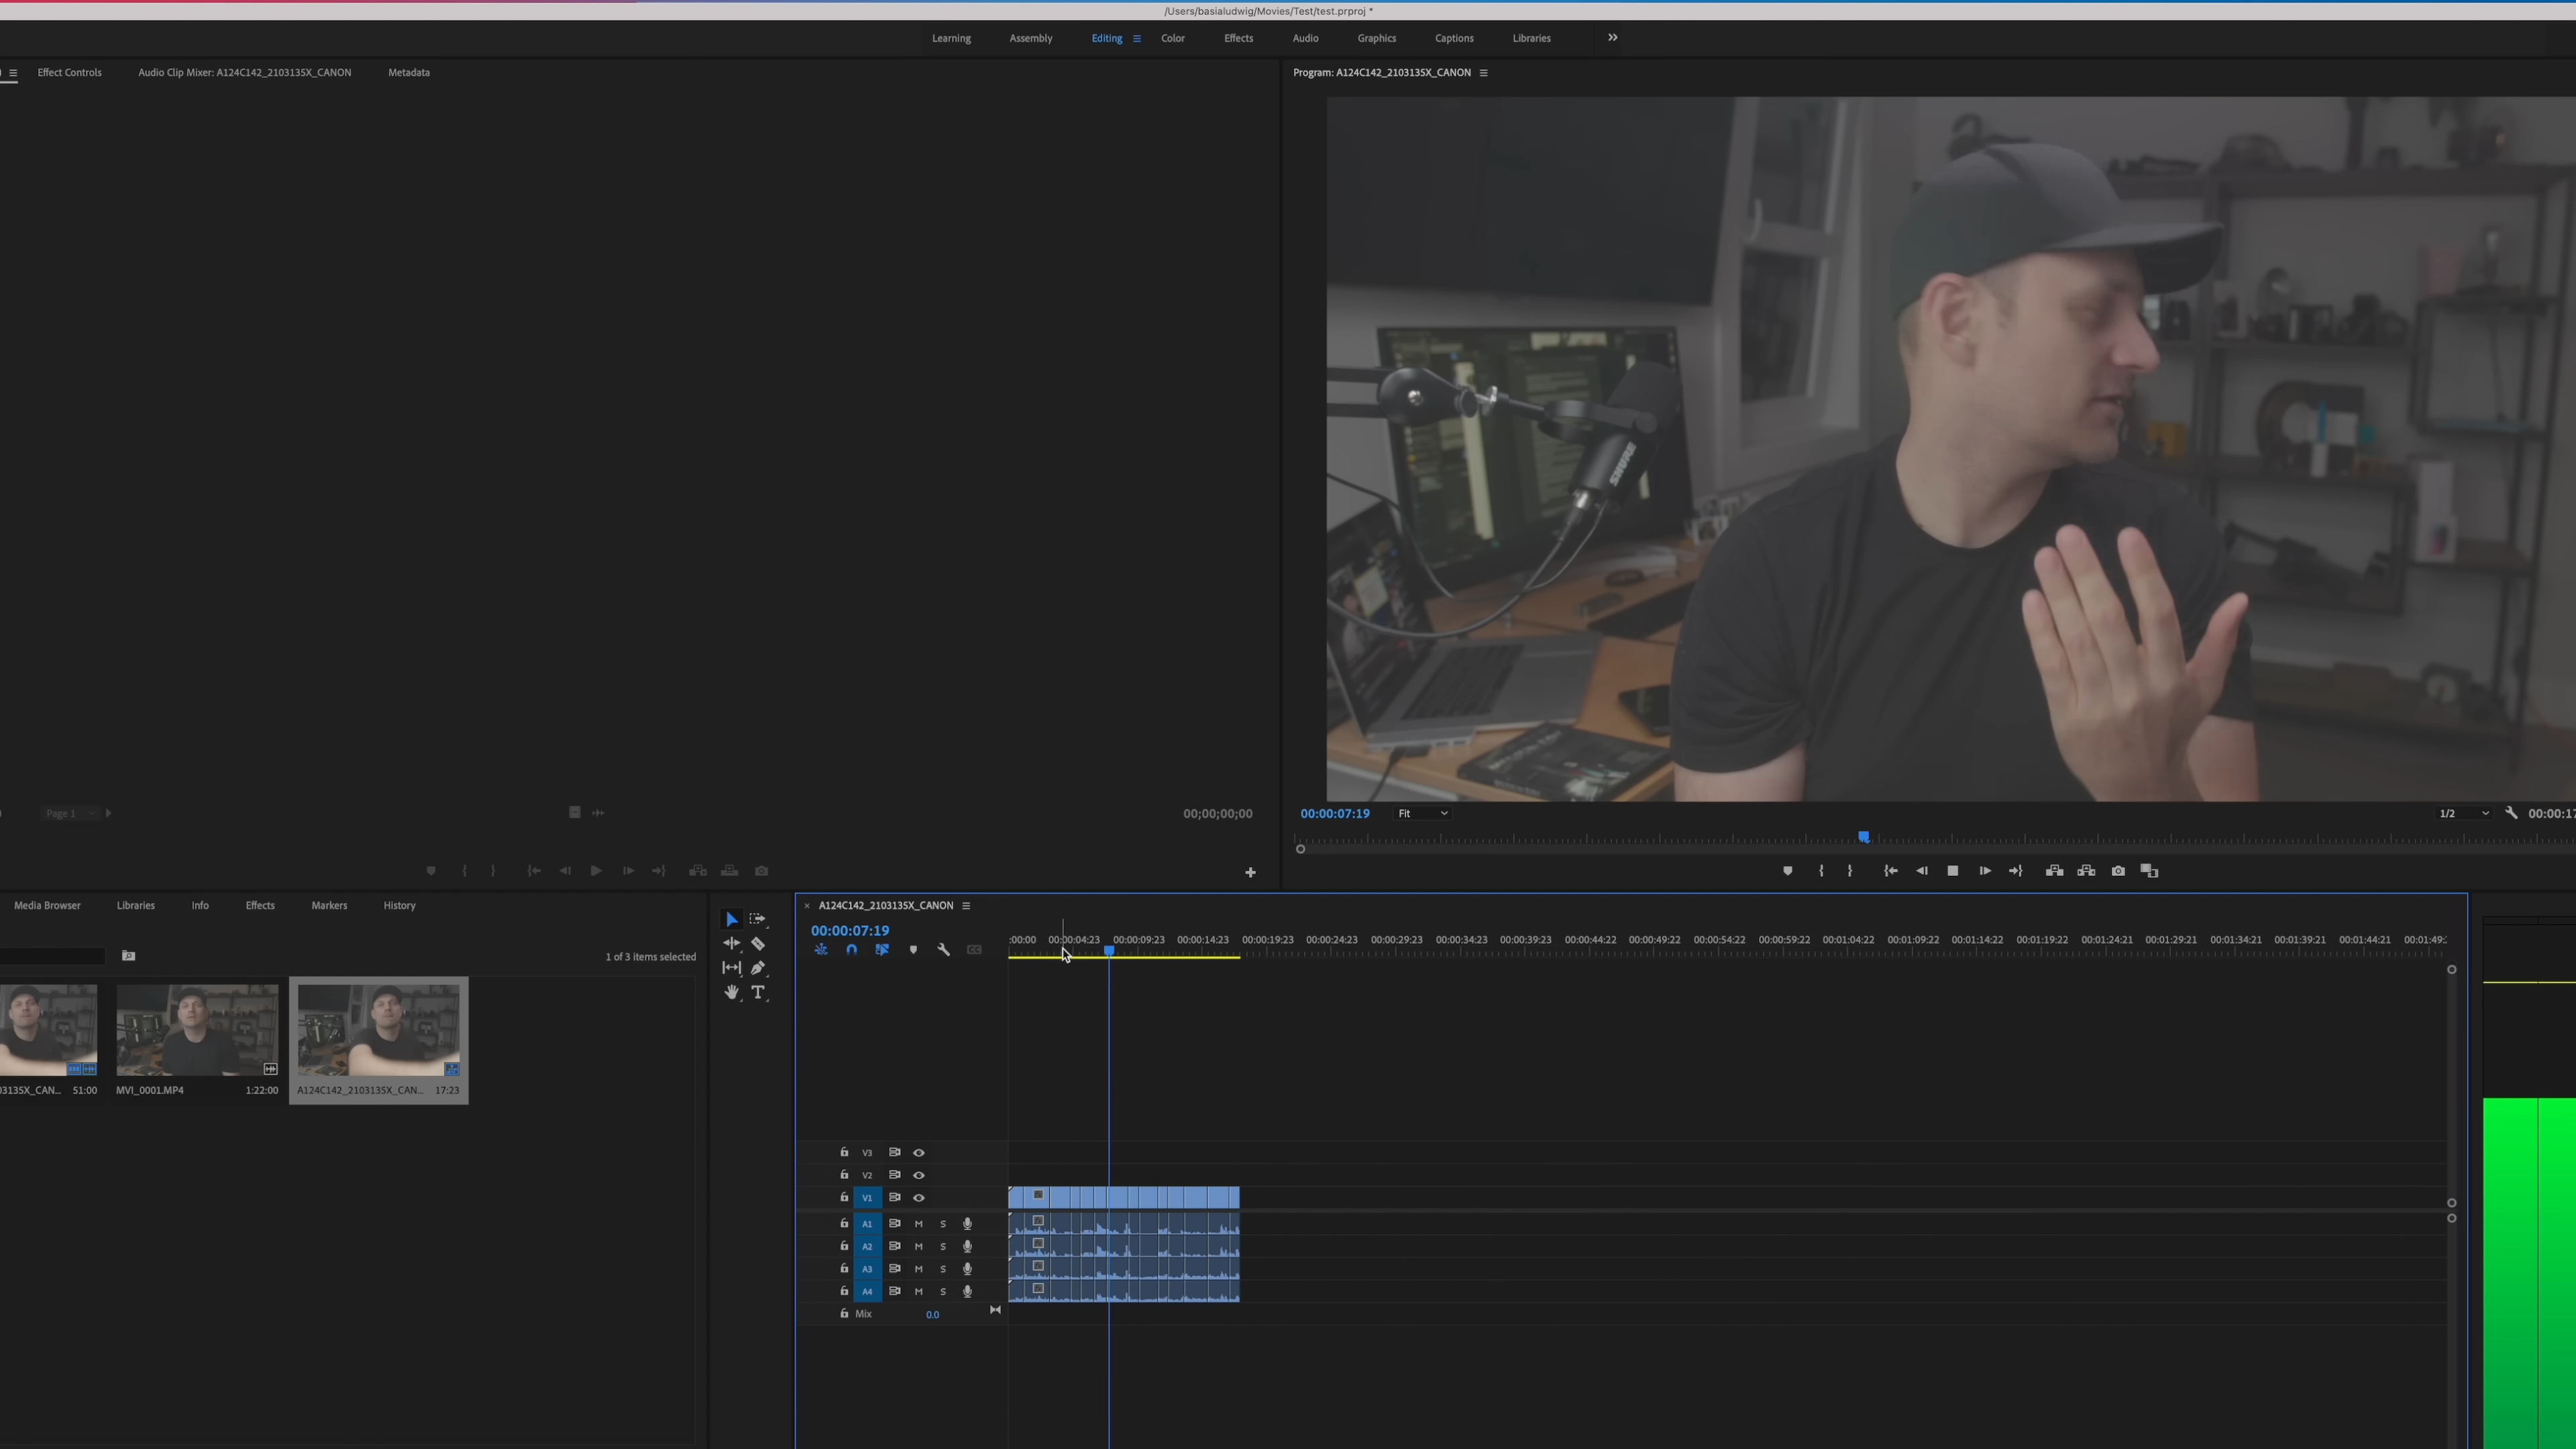 /Users/basialudwig/Movies/Test/test.prproj *
Learning Assembly Editing Color Effects Audio Graphics Captions Libraries
Effect Controls Audio Clip Mixer: A124C142_2103135X_CANON Metadata
Program: A124C142_2103135X_CANON
SHURE
Page 1
00;00;00;00
00:00:07:19 Fit 1/2 00:00:17
Media Browser Libraries Info Effects Markers History
1 of 3 items selected
03135X_CAN... 51:00 MVI_0001.MP4 1:22:00 A124C142_2103135X_CAN... 17:23
× A124C142_2103135X_CANON
00:00:07:19
:00:00 00:00:04:23 00:00:09:23 00:00:14:23 00:00:19:23 00:00:24:23 00:00:29:23 00:00:34:23 00:00:39:23 00:00:44:22 00:00:49:22 00:00:54:22 00:00:59:22 00:01:04:22 00:01:09:22 00:01:14:22 00:01:19:22 00:01:24:21 00:01:29:21 00:01:34:21 00:01:39:21 00:01:44:21 00:01:49:
V3
V2
V1
A1 M S
A2 M S
A3 M S
A4 M S
Mix 0.0